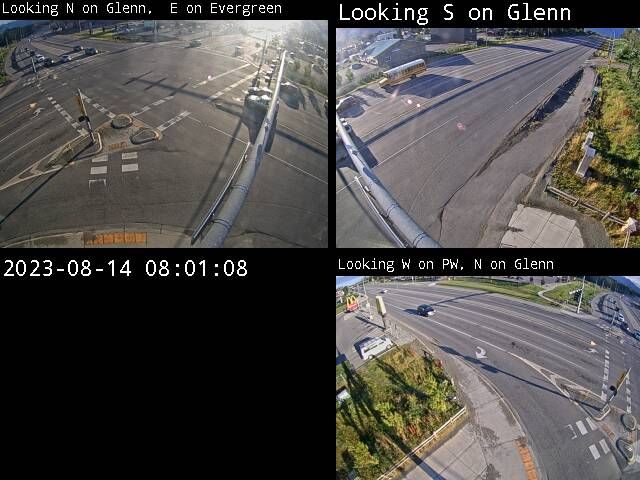 Looking N on Glenn,  E on Evergreen
Looking S on Glenn
2023-08-14 08:01:08
Looking W on PW, N on Glenn